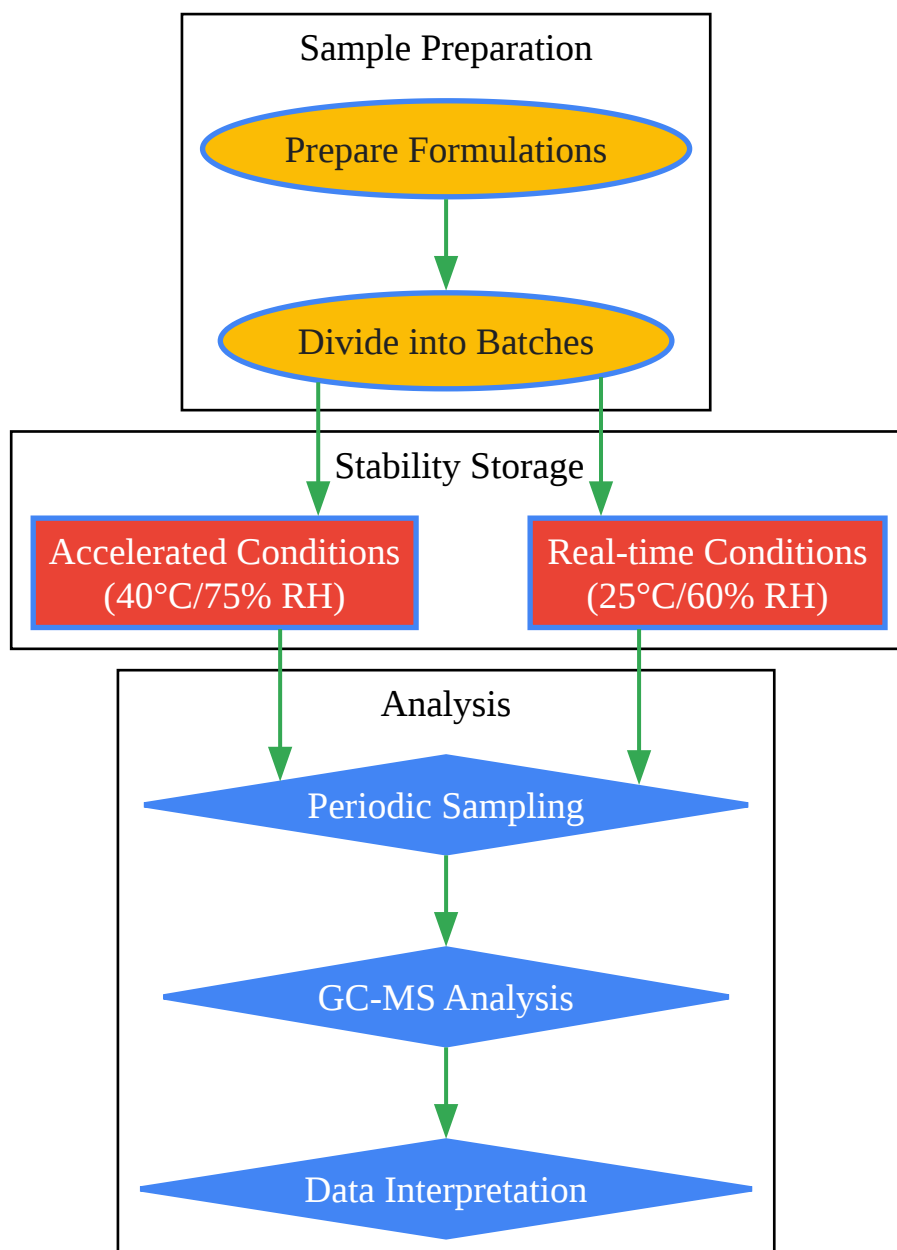 Sample Preparation
Prepare Formulations
Divide into Batches
Stability Storage
Accelerated Conditions
(40°C/75% RH)
Real-time Conditions
(25°C/60% RH)
Analysis
Periodic Sampling
GC-MS Analysis
Data Interpretation